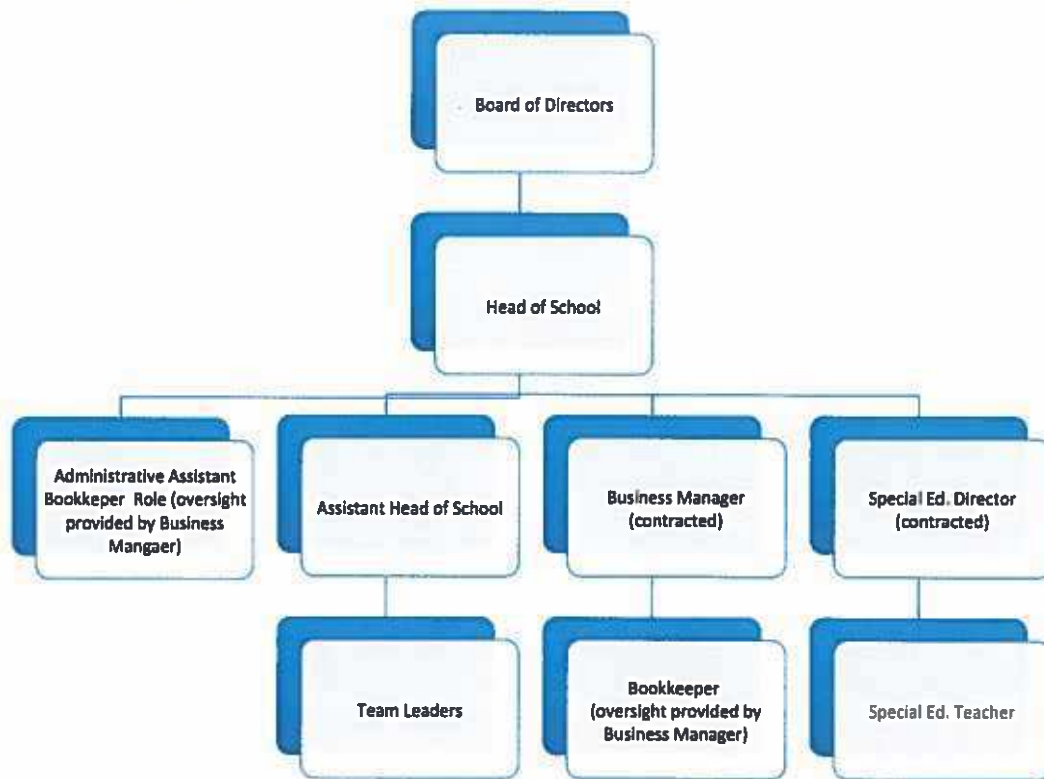 Board of Directors
Head of School
Administrative Assistant
Bookkeper Role (oversight
provided by Business
Mangaer)
Assistant Head of School
Business Manager
(contracted)
Special Ed. Director
(contracted)
Team Leaders
Bookkeeper
(oversight provided by
Business Manager)
Special Ed. Teacher